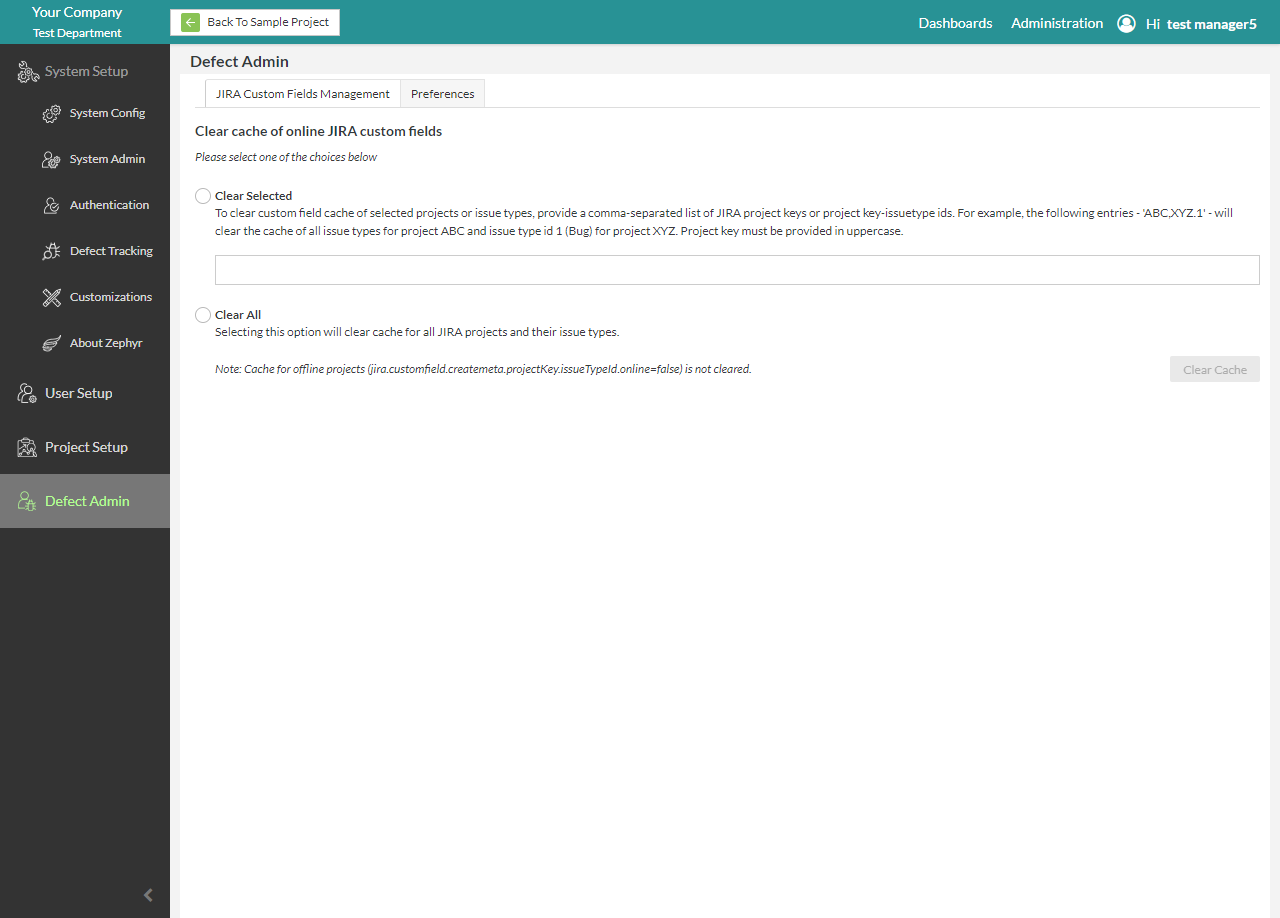 Your Company
Test Department
Back To Sample Project
Dashboards
Administration
Hi test manager5
System Setup
System Config
System Admin
Authentication
Defect Tracking
Customizations
About Zephyr
User Setup
Project Setup
Defect Admin
Defect Admin
JIRA Custom Fields Management
Preferences
Clear cache of online JIRA custom fields
Please select one of the choices below
Clear Selected
To clear custom field cache of selected projects or issue types, provide a comma-separated list of JIRA project keys or project key-issuetype ids. For example, the following entries - 'ABC,XYZ.1' - will
clear the cache of all issue types for project ABC and issue type id 1 (Bug) for project XYZ. Project key must be provided in uppercase.
Clear All
Selecting this option will clear cache for all JIRA projects and their issue types.
Note: Cache for offline projects (jira.customfield.createmeta.projectKey.issueTypeId.online=false) is not cleared.
Clear Cache